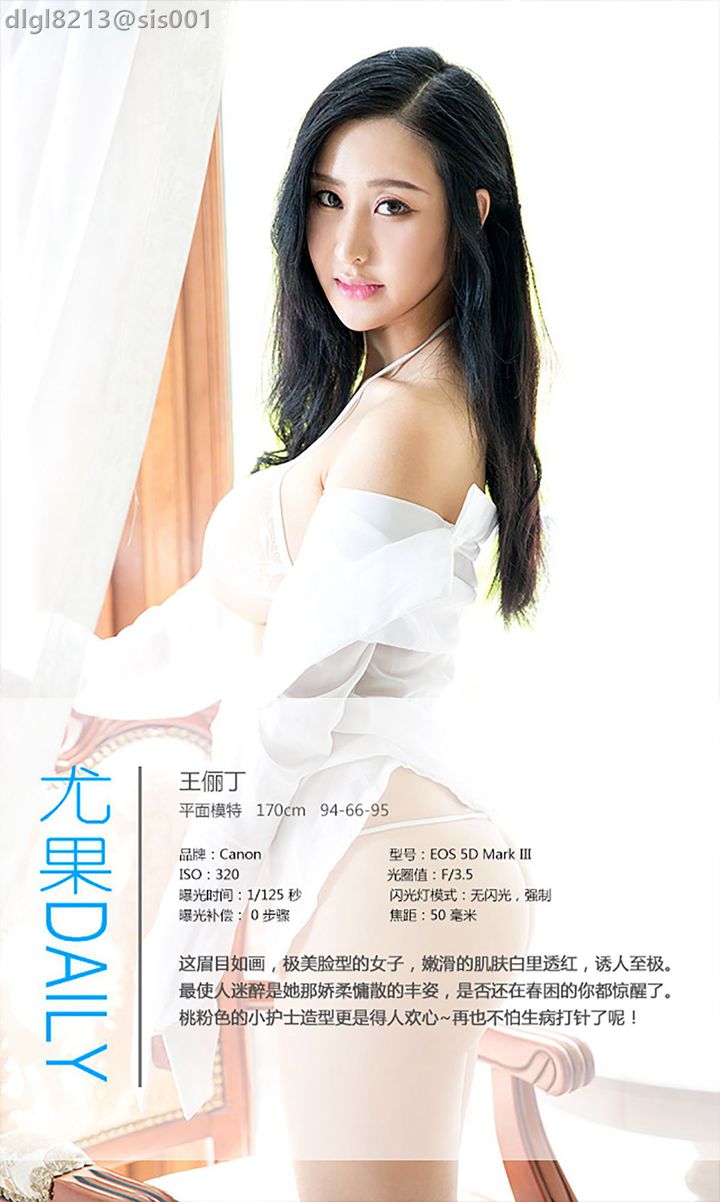 dlgl8213@sis001
尤果DAILY
王俪丁
平面模特 170cm 94-66-95
品牌：Canon 型号：EOS 5D Mark III
ISO：320 光圈值：F/3.5
曝光时间：1/125 秒 闪光灯模式：无闪光，强制
曝光补偿： 0 步骤 焦距：50 毫米
这眉目如画，极美脸型的女子，嫩滑的肌肤白里透红，诱人至极。
最使人迷醉是她那娇柔慵散的丰姿，是否还在春困的你都惊醒了。
桃粉色的小护士造型更是得人欢心~再也不怕生病打针了呢！